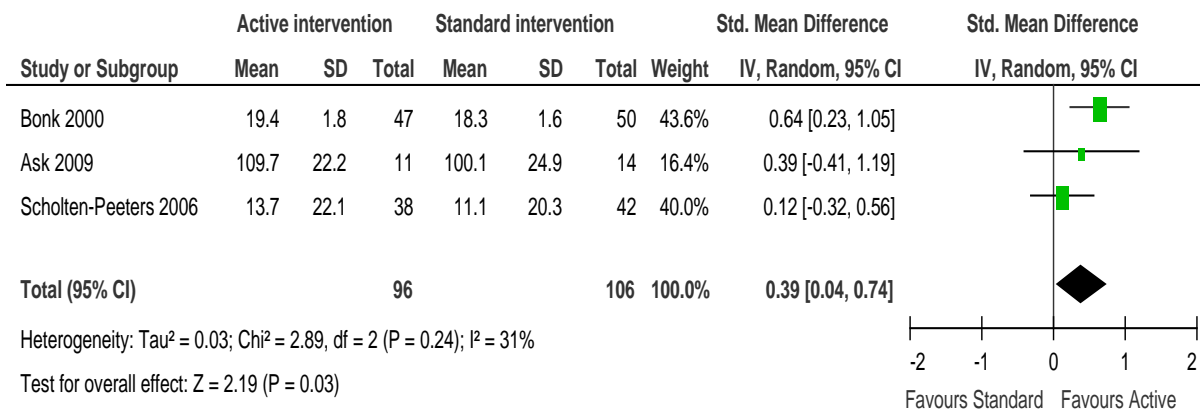 Active intervention Standard intervention Std. Mean Difference Std. Mean Difference
Study or Subgroup Mean SD Total Mean SD Total Weight IV, Random, 95% CI IV, Random, 95% CI
Bonk 2000 19.4 1.8 47 18.3 1.6 50 43.6% 0.64 [0.23, 1.05]
Ask 2009 109.7 22.2 11 100.1 24.9 14 16.4% 0.39 [-0.41, 1.19]
Scholten-Peeters 2006 13.7 22.1 38 11.1 20.3 42 40.0% 0.12 [-0.32, 0.56]
Total (95% CI) 96 106 100.0% 0.39 [0.04, 0.74]
Heterogeneity: Tau² = 0.03; Chi² = 2.89, df = 2 (P = 0.24); I² = 31%
Test for overall effect: Z = 2.19 (P = 0.03)
-2 -1 0 1 2
Favours Standard Favours Active